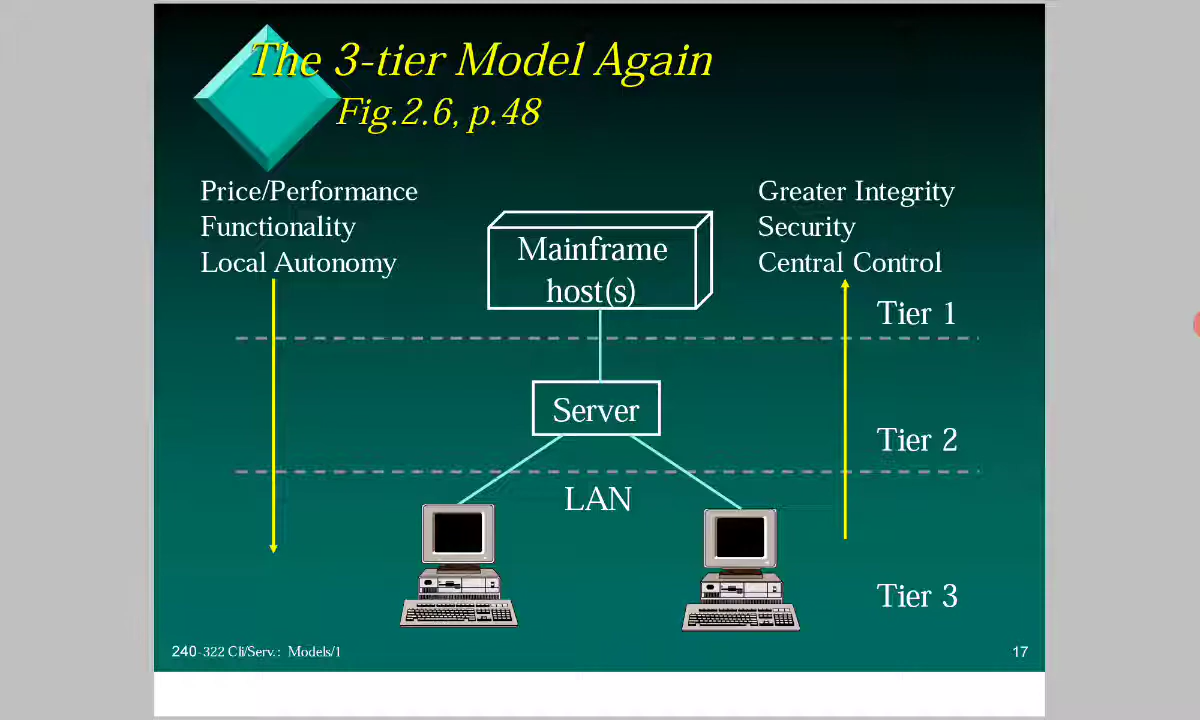 The 3-tier Model Again
Fig.2.6, p.48
Price/Performance
Functionality
Local Autonomy
Greater Integrity
Security
Central Control
Mainframe
host(s)
Tier 1
Server
Tier 2
LAN
Tier 3
240-322 Cli/Serv.: Models/1
17